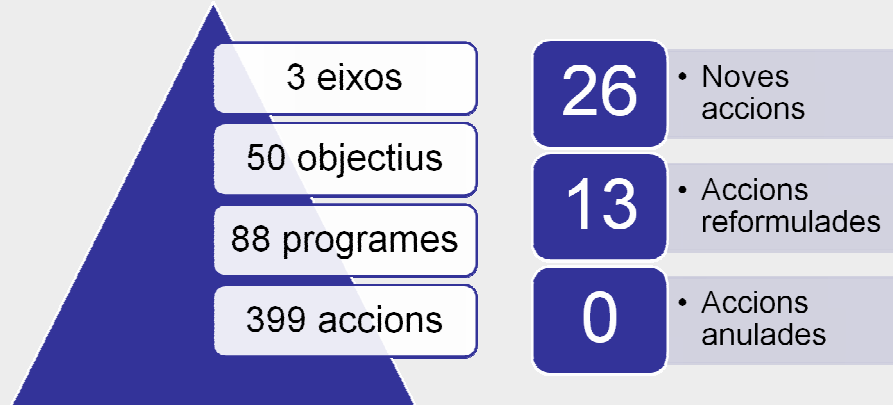 3 eixos
50 objectius
88 programes
399 accions
26
• Noves
accions
13
• Accions
reformulades
0
• Accions
anulades